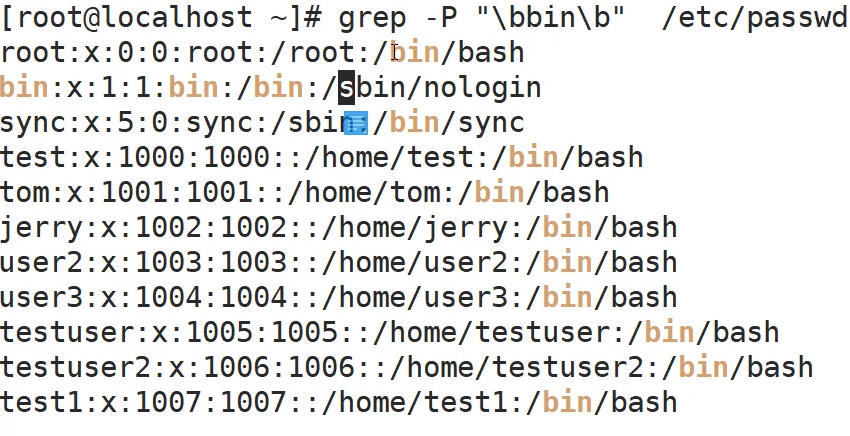 [root@localhost ~]# grep -P "\bbin\b"  /etc/passwd
root:x:0:0:root:/root:/bin/bash
bin:x:1:1:bin:/bin:/sbin/nologin
sync:x:5:0:sync:/sbin:/bin/sync
test:x:1000:1000::/home/test:/bin/bash
tom:x:1001:1001::/home/tom:/bin/bash
jerry:x:1002:1002::/home/jerry:/bin/bash
user2:x:1003:1003::/home/user2:/bin/bash
user3:x:1004:1004::/home/user3:/bin/bash
testuser:x:1005:1005::/home/testuser:/bin/bash
testuser2:x:1006:1006::/home/testuser2:/bin/bash
test1:x:1007:1007::/home/test1:/bin/bash